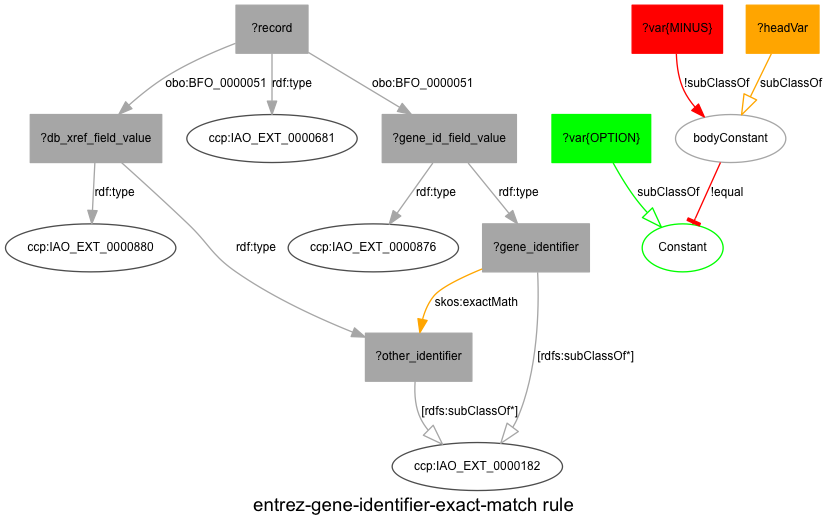 ?record
?var{MINUS}
?headVar
obo:BFO_0000051
rdf:type
obo:BFO_0000051
!subClassOf
subClassOf
?db_xref_field_value
ccp:IAO_EXT_0000681
?gene_id_field_value
?var{OPTION}
bodyConstant
rdf:type
rdf:type
rdf:type
subClassOf
!equal
ccp:IAO_EXT_0000880
rdf:type
ccp:IAO_EXT_0000876
?gene_identifier
Constant
skos:exactMath
?other_identifier
[rdfs:subClassOf*]
[rdfs:subClassOf*]
ccp:IAO_EXT_0000182
entrez-gene-identifier-exact-match rule